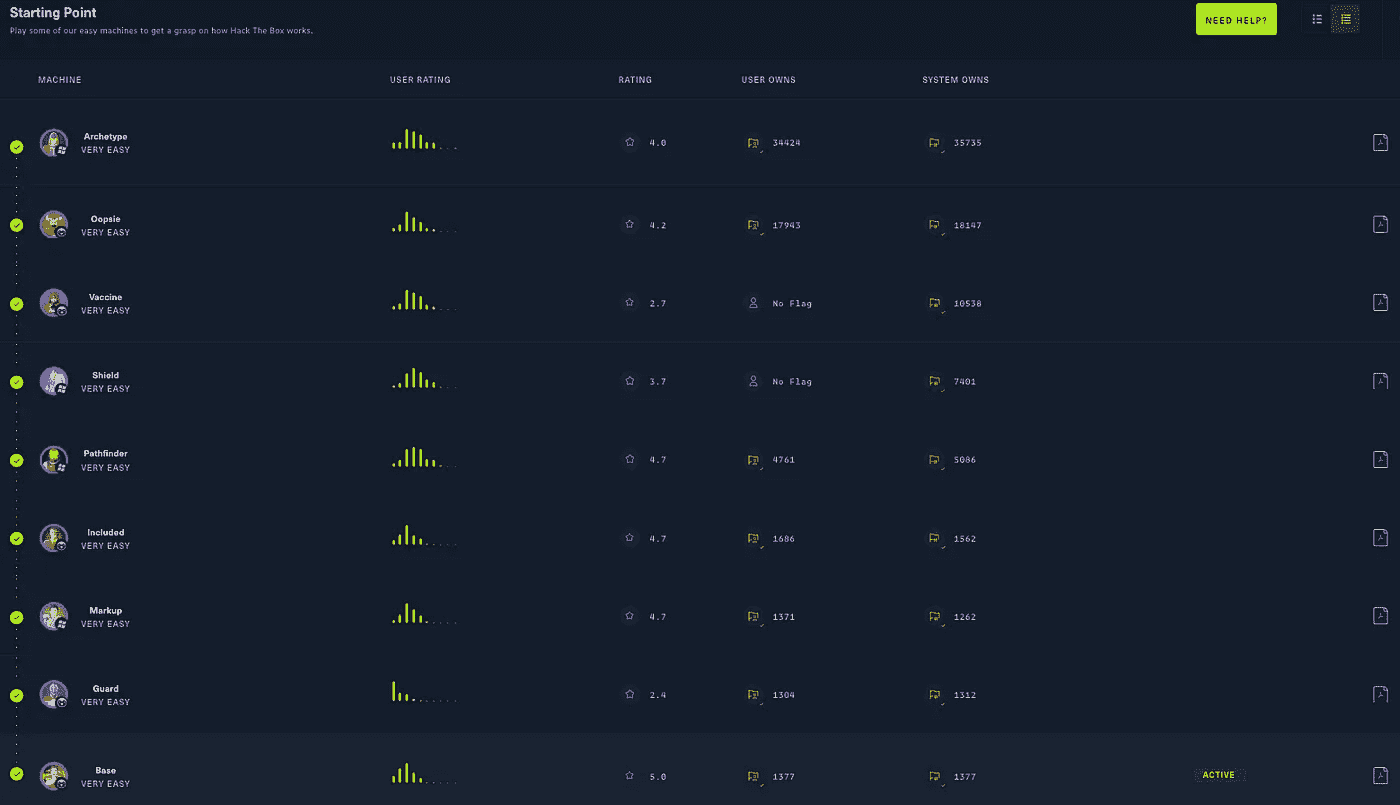 Starting Point
Play some of our easy machines to get a grasp on how Hack The Box works.
NEED HELP?
MACHINE USER RATING RATING USER OWNS SYSTEM OWNS
Archetype
VERY EASY
4.0 34424 35735
Oopsie
VERY EASY
4.2 17943 18147
Vaccine
VERY EASY
2.7 No Flag 10538
Shield
VERY EASY
3.7 No Flag 7401
Pathfinder
VERY EASY
4.7 4761 5086
Included
VERY EASY
4.7 1686 1562
Markup
VERY EASY
4.7 1371 1262
Guard
VERY EASY
2.4 1304 1312
Base
VERY EASY
5.0 1377 1377 ACTIVE